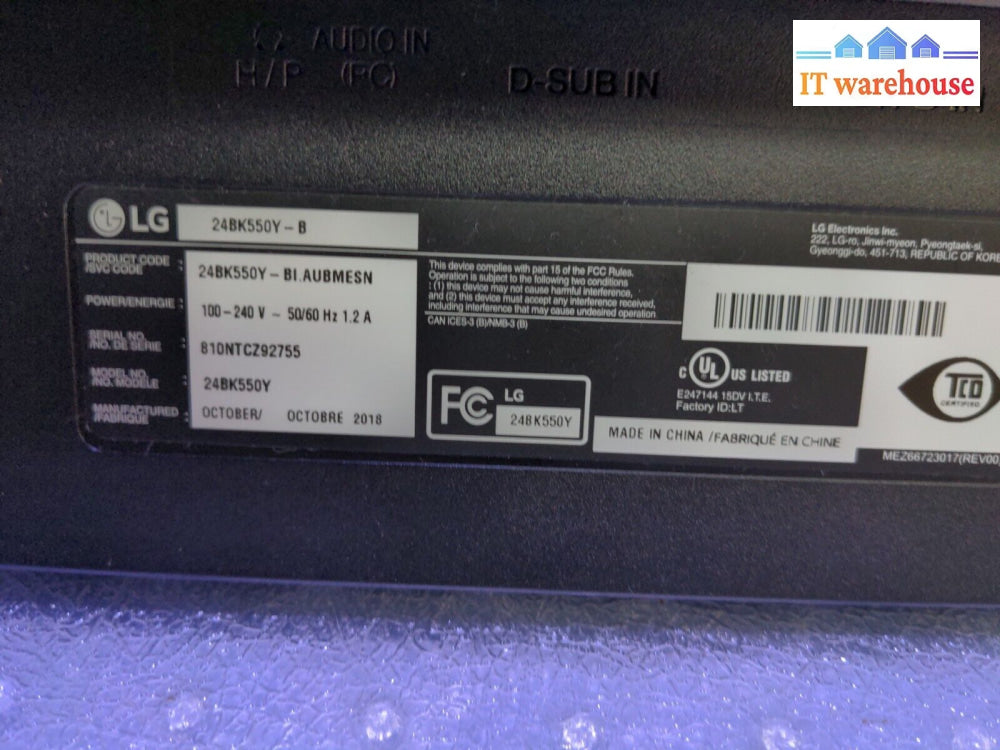 AUDIO IN
H/P (PC)
D-SUB IN
IT warehouse
LG
24BK550Y-B
LG Electronics Inc.
222, LG-ro, Jinwi-myeon, Pyeongtaek-si,
Gyeonggi-do, 451-713, REPUBLIC OF KORE
PRODUCT CODE
/SVC CODE :
24BK550Y-BI.AUBMESN
POWER/ENERGIE :
100-240 V ~ 50/60 Hz 1.2 A
SERIAL NO.
/NO. DE SÉRIE :
810NTCZ92755
MODEL NO.
/NO. MODÈLE :
24BK550Y
MANUFACTURED
/FABRIQUÉ :
OCTOBER/ OCTOBRE 2018
This device complies with part 15 of the FCC Rules.
Operation is subject to the following two conditions
: (1) this device may not cause harmful interference,
and (2) this device must accept any interference received,
including interference that may cause undesired operation
CAN ICES-3 (B)/NMB-3 (B)
FC LG
24BK550Y
C UL US LISTED
E247144 15DV I.T.E.
Factory ID:LT
TCO
CERTIFIED
MADE IN CHINA /FABRIQUÉ EN CHINE
MEZ66723017(REV00)